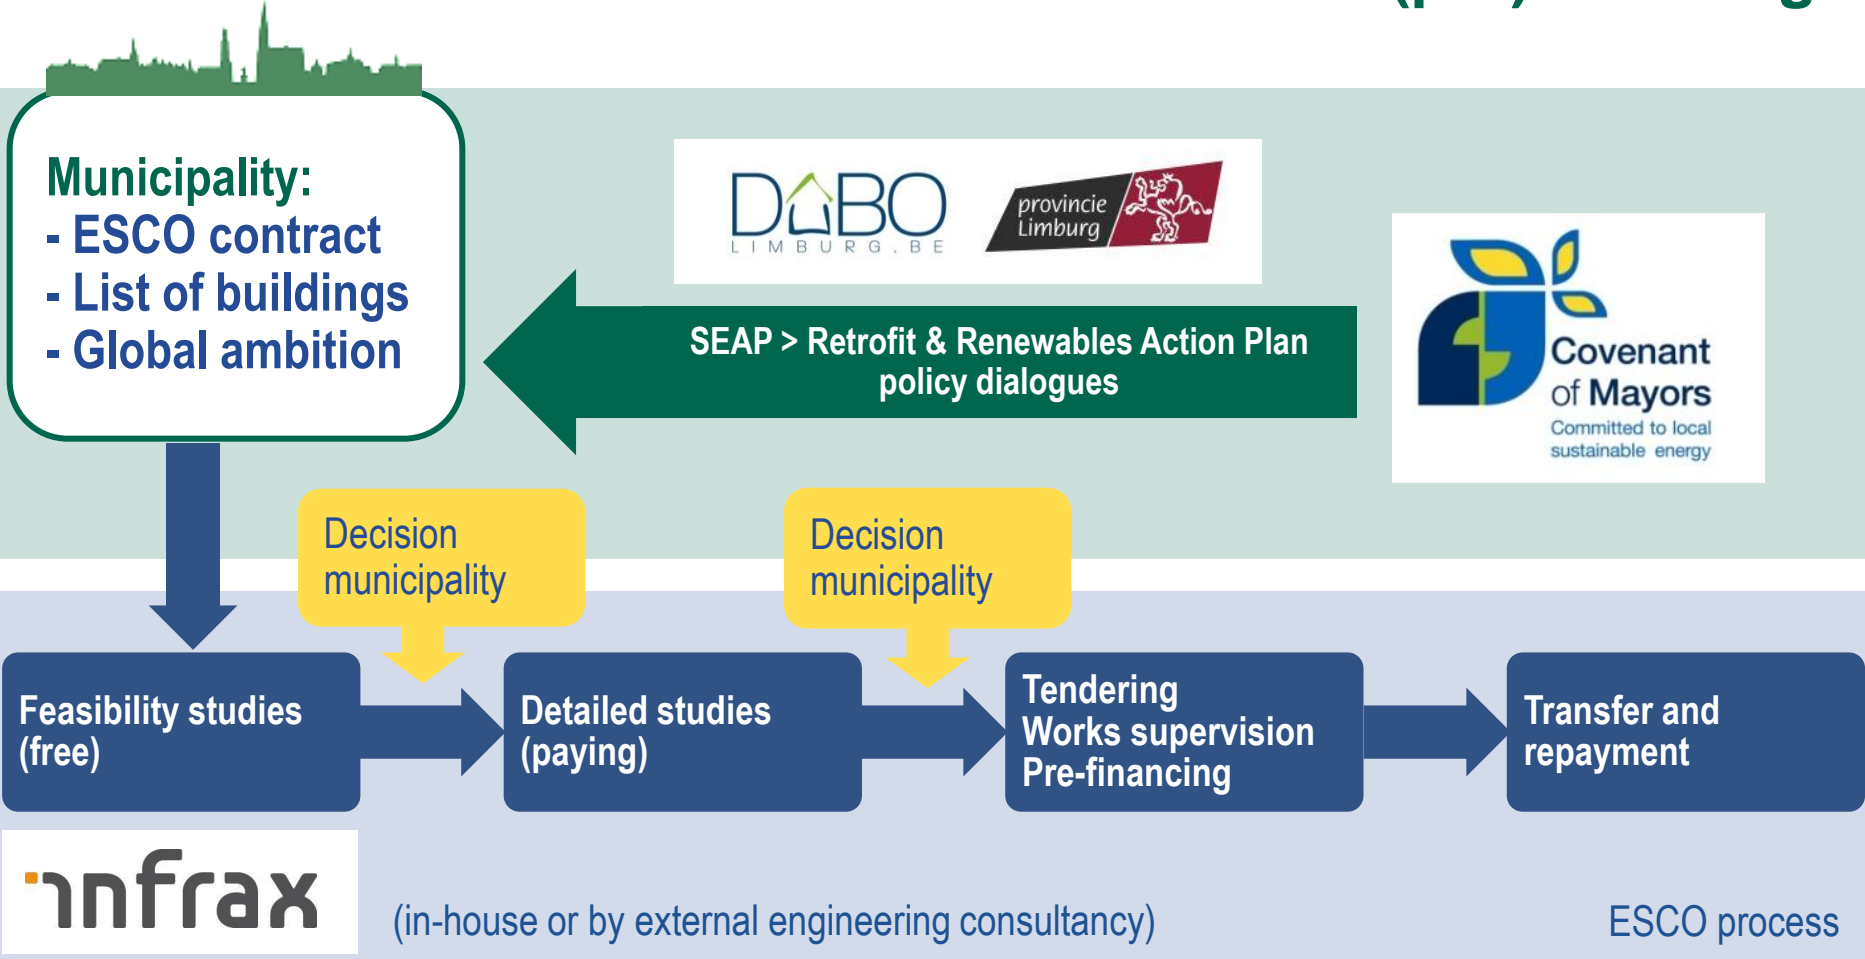 Municipality:
- ESCO contract
- List of buildings
- Global ambition
DUBO
LIMBURG.BE
provincie
Limburg
SEAP > Retrofit & Renewables Action Plan
policy dialogues
Covenant
of Mayors
Committed to local
sustainable energy
Decision
municipality
Decision
municipality
Feasibility studies
(free)
Detailed studies
(paying)
Tendering
Works supervision
Pre-financing
Transfer and
repayment
infrax
(in-house or by external engineering consultancy)
ESCO process